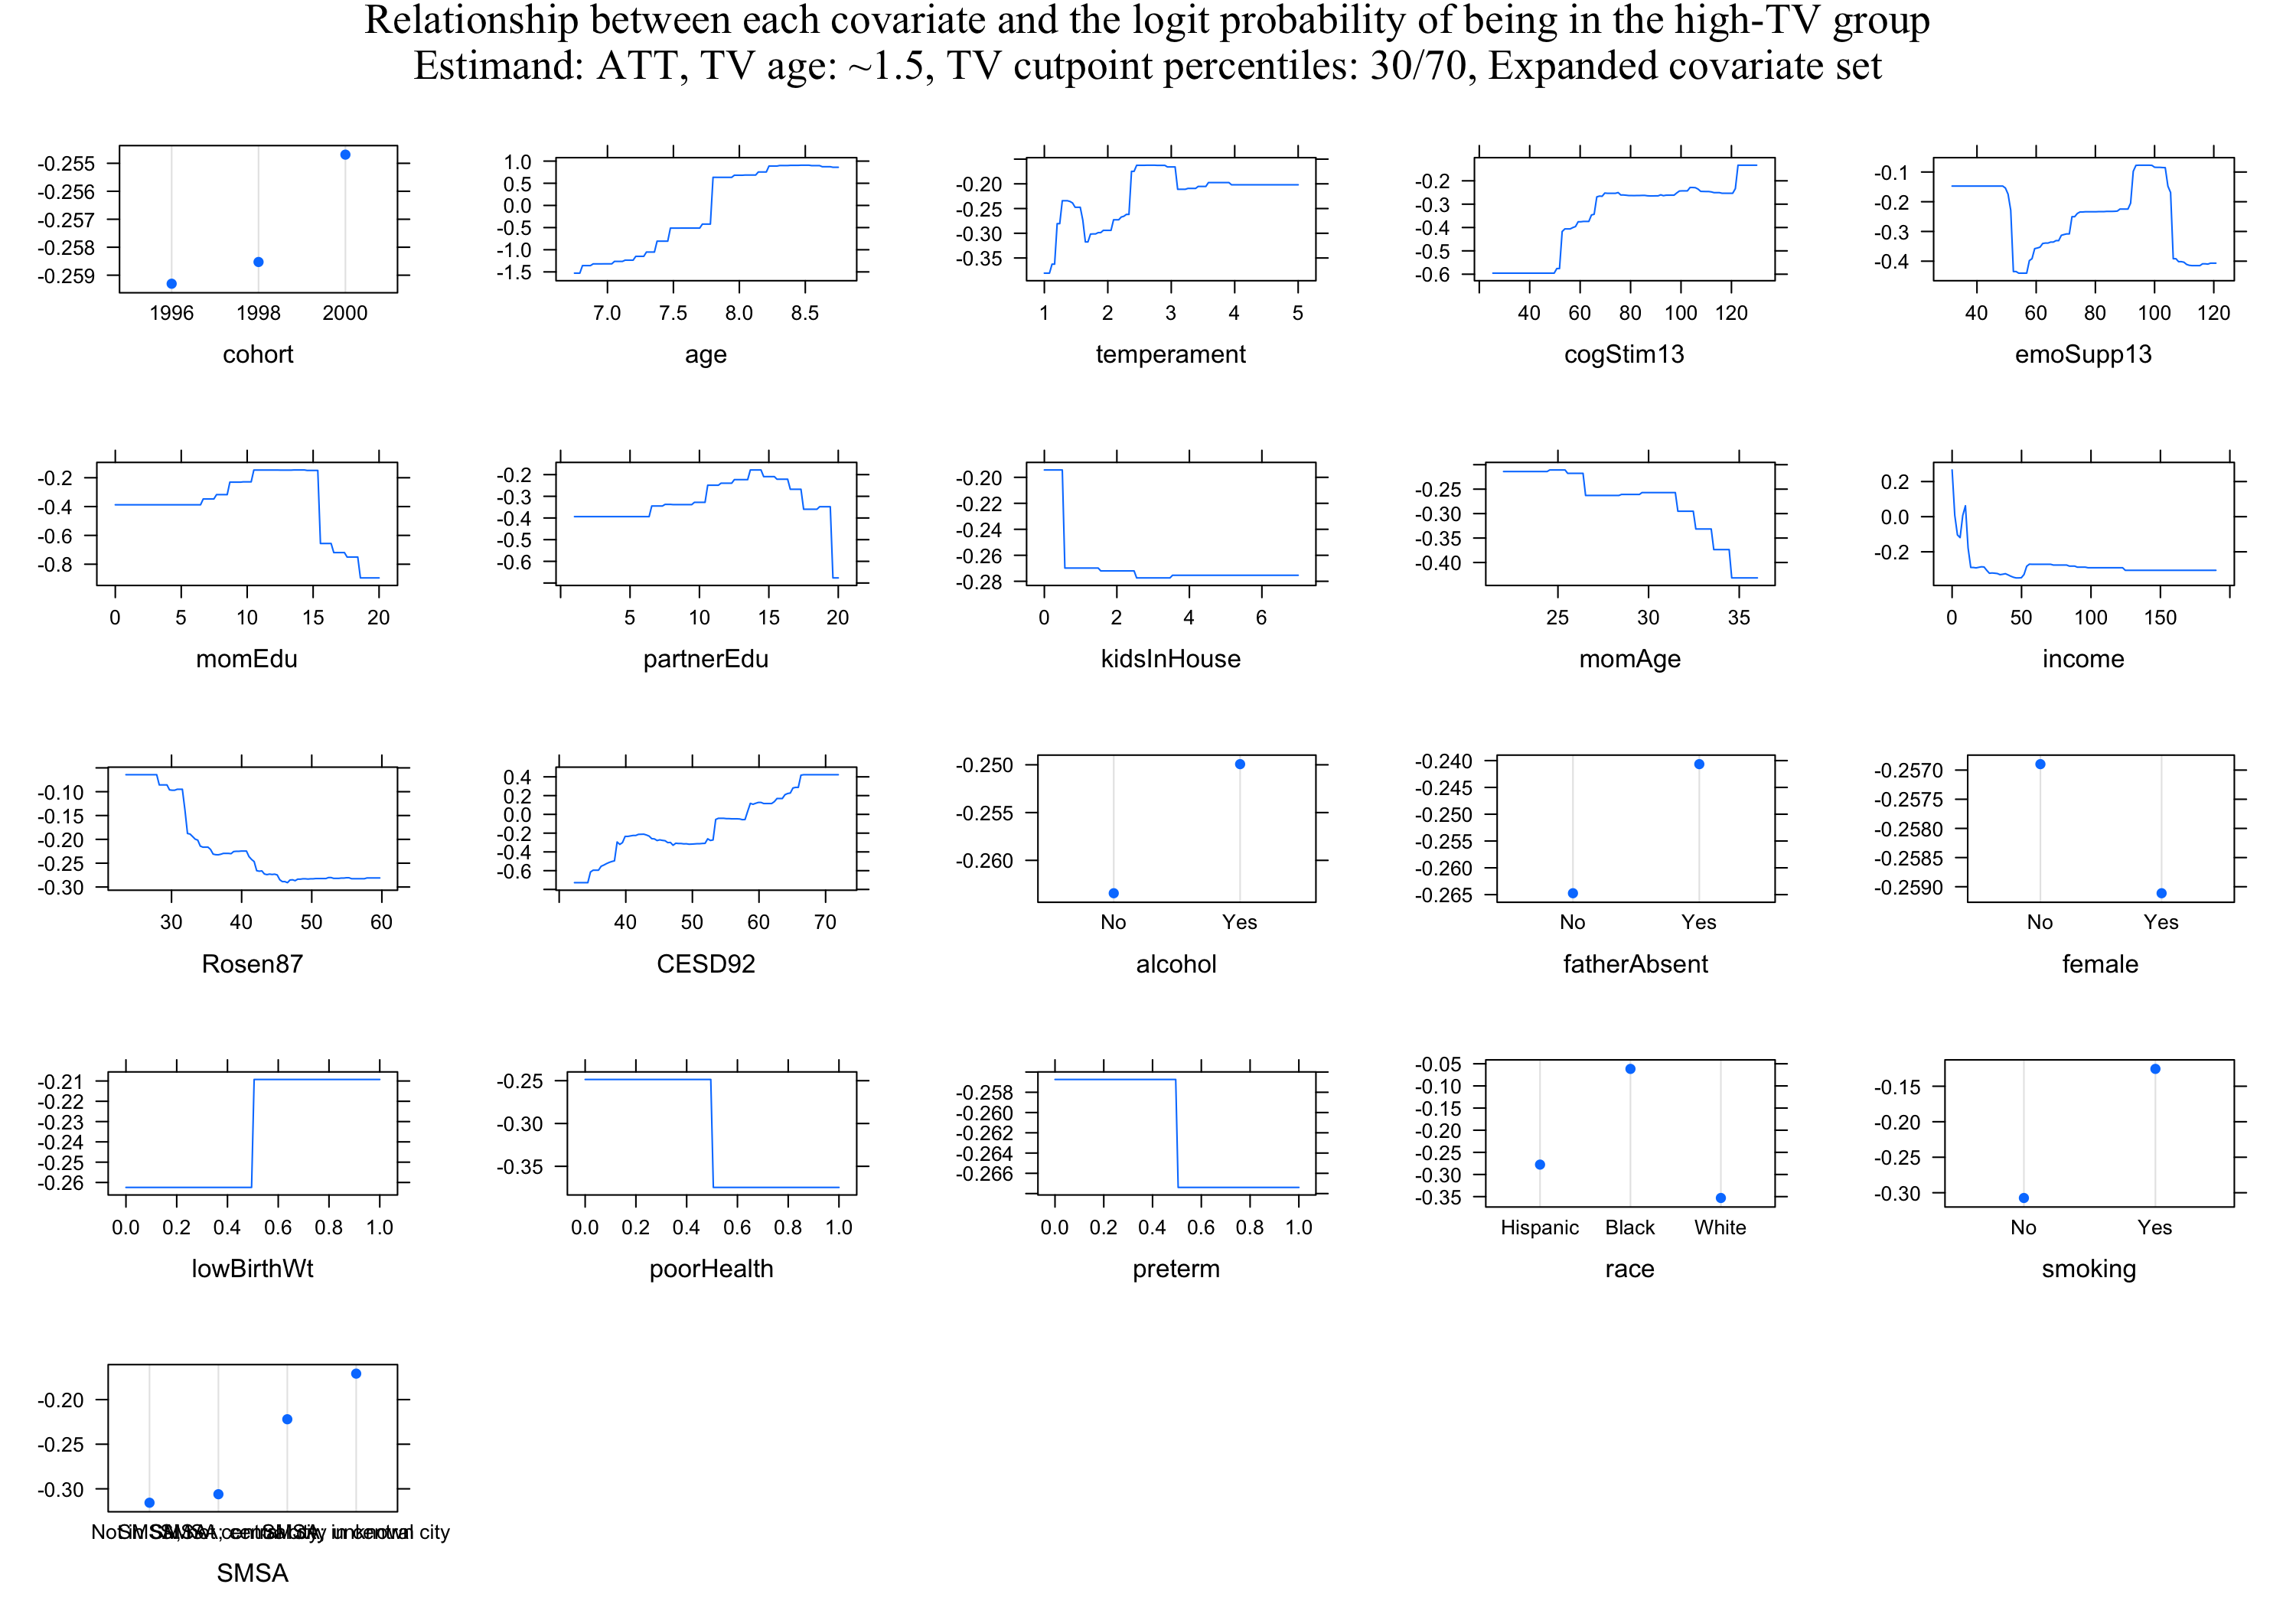 Relationship between each covariate and the logit probability of being in the high-TV group
Estimand: ATT, TV age: ~1.5, TV cutpoint percentiles: 30/70, Expanded covariate set
-0.255
-0.256
-0.257
-0.258
-0.259
1996 1998 2000
cohort
1.0
0.5
0.0
-0.5
-1.0
-1.5
7.0 7.5 8.0 8.5
age
-0.20
-0.25
-0.30
-0.35
1 2 3 4 5
temperament
-0.2
-0.3
-0.4
-0.5
-0.6
40 60 80 100 120
cogStim13
-0.1
-0.2
-0.3
-0.4
40 60 80 100 120
emoSupp13
-0.2
-0.4
-0.6
-0.8
0 5 10 15 20
momEdu
-0.2
-0.3
-0.4
-0.5
-0.6
5 10 15 20
partnerEdu
-0.20
-0.22
-0.24
-0.26
-0.28
0 2 4 6
kidsInHouse
-0.25
-0.30
-0.35
-0.40
25 30 35
momAge
0.2
0.0
-0.2
0 50 100 150
income
-0.10
-0.15
-0.20
-0.25
-0.30
30 40 50 60
Rosen87
0.4
0.2
0.0
-0.2
-0.4
-0.6
40 50 60 70
CESD92
-0.250
-0.255
-0.260
No Yes
alcohol
-0.240
-0.245
-0.250
-0.255
-0.260
-0.265
No Yes
fatherAbsent
-0.2570
-0.2575
-0.2580
-0.2585
-0.2590
No Yes
female
-0.21
-0.22
-0.23
-0.24
-0.25
-0.26
0.0 0.2 0.4 0.6 0.8 1.0
lowBirthWt
-0.25
-0.30
-0.35
0.0 0.2 0.4 0.6 0.8 1.0
poorHealth
-0.258
-0.260
-0.262
-0.264
-0.266
0.0 0.2 0.4 0.6 0.8 1.0
preterm
-0.05
-0.10
-0.15
-0.20
-0.25
-0.30
-0.35
Hispanic Black White
race
-0.15
-0.20
-0.25
-0.30
No Yes
smoking
-0.20
-0.25
-0.30
city
SMSA